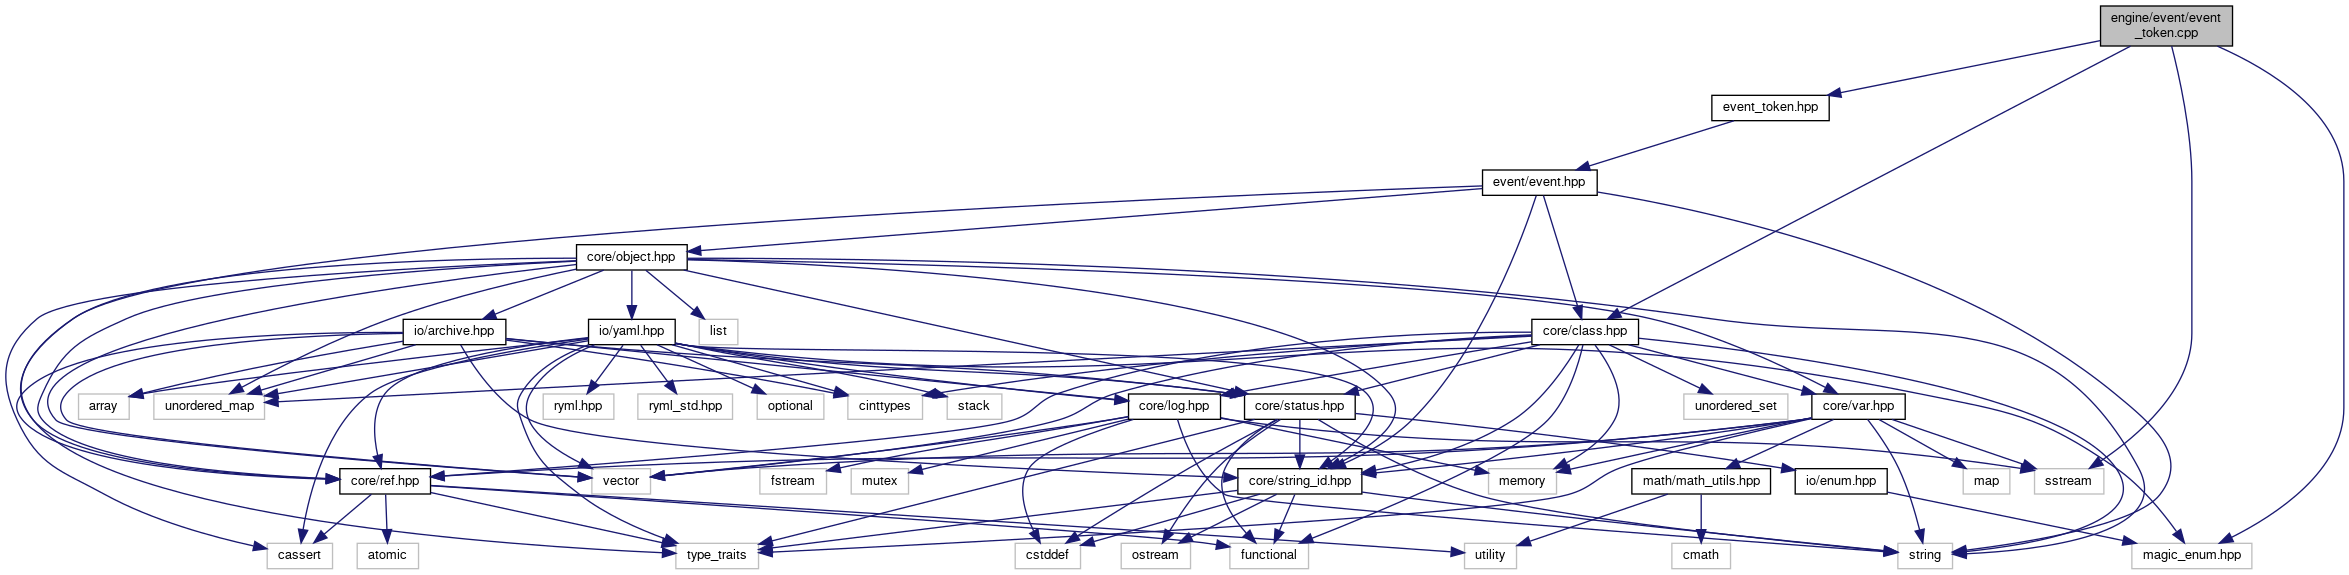 engine/event/event
_token.cpp
event_token.hpp
event/event.hpp
core/object.hpp
io/archive.hpp
io/yaml.hpp
list
core/class.hpp
array
unordered_map
ryml.hpp
ryml_std.hpp
optional
cinttypes
stack
core/log.hpp
core/status.hpp
unordered_set
core/var.hpp
core/ref.hpp
vector
fstream
mutex
core/string_id.hpp
memory
math/math_utils.hpp
io/enum.hpp
map
sstream
cassert
atomic
type_traits
cstddef
ostream
functional
utility
cmath
string
magic_enum.hpp